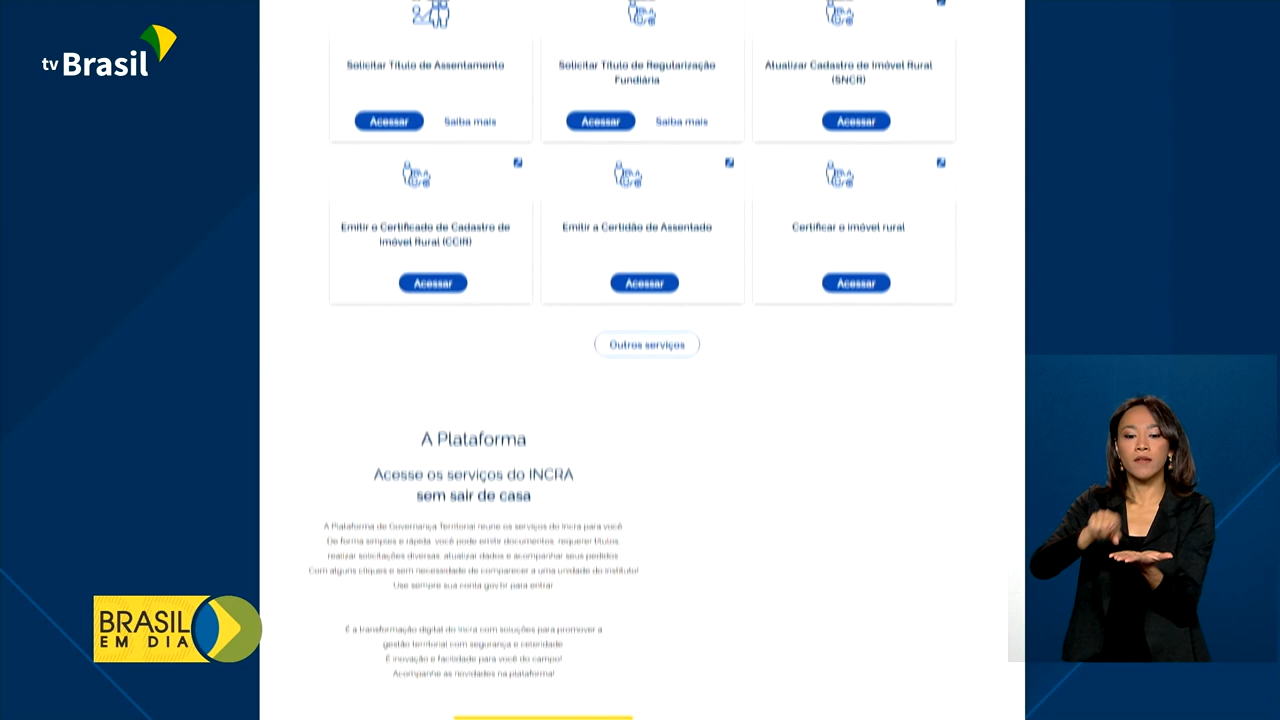 tv Brasil
Solicitar Título de Assentamento
Acessar
Saiba mais
Solicitar Título de Regularização
Fundiária
Acessar
Saiba mais
Atualizar Cadastro de Imóvel Rural
(SNCR)
Acessar
Emitir o Certificado de Cadastro de
Imóvel Rural (CCIR)
Acessar
Emitir a Certidão de Assentado
Acessar
Certificar o imóvel rural
Acessar
Outros serviços
A Plataforma
Acesse os serviços do INCRA
sem sair de casa
A Plataforma de Governança Territorial reune os serviços do Incra para você
De forma simples e rápida, você pode emitir documentos, requerer títulos,
realizar solicitações diversas, atualizar dados e acompanhar seus pedidos
Com alguns cliques e sem necessidade de comparecer a uma unidade do instituto!
Use sempre sua conta gov.br para entrar
É a transformação digital do Incra com soluções para promover a
gestão territorial com segurança e celeridade
É inovação e facilidade para você do campo!
Acompanhe as novidades na plataforma!
BRASIL
EM DIA